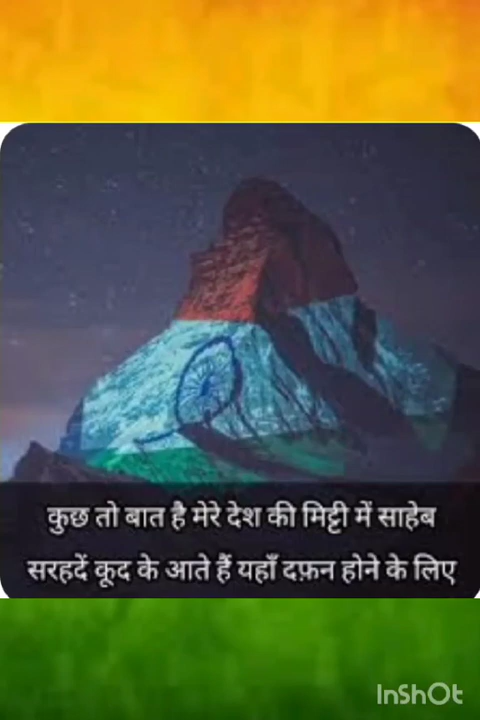 कुछ तो बात है मेरे देश की मिट्टी में साहेब
सरहदें कूद के आते हैं यहाँ दफ़न होने के लिए
InShOt